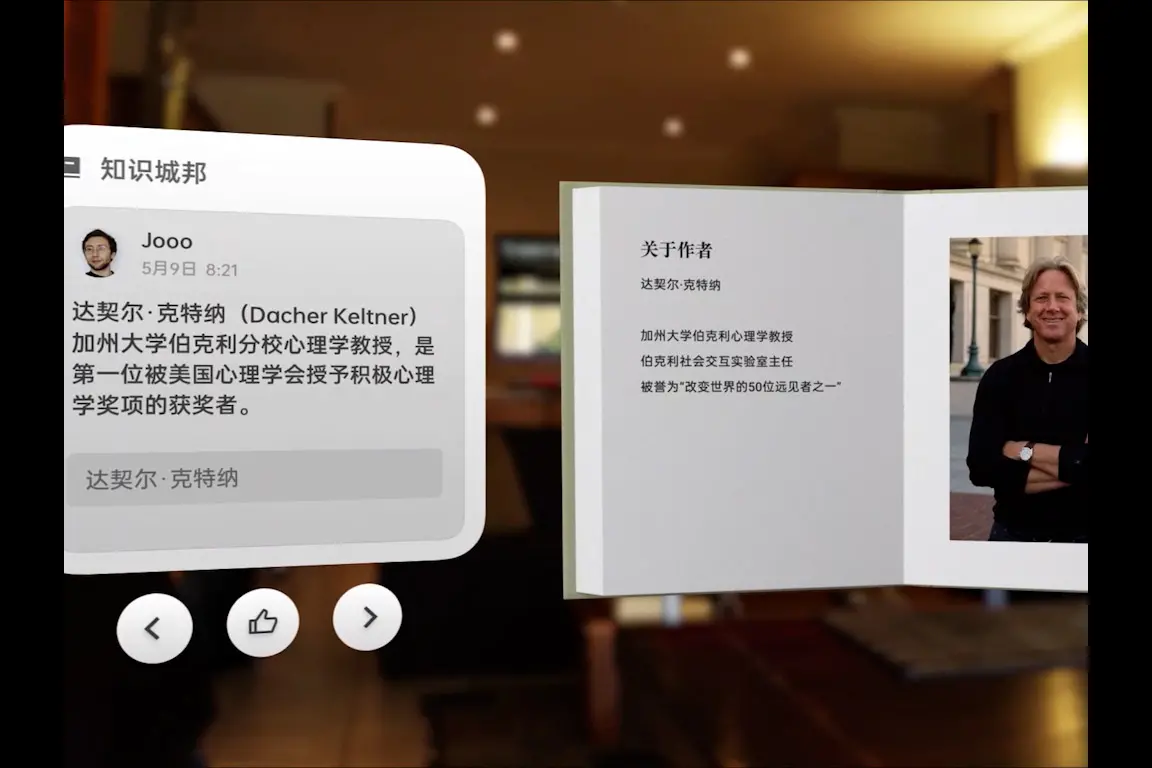 知识城邦
Jooo
5月9日 8:21
达契尔·克特纳（Dacher Keltner）
加州大学伯克利分校心理学教授，是
第一位被美国心理学会授予积极心理
学奖项的获奖者。
达契尔·克特纳
关于作者
达契尔·克特纳
加州大学伯克利心理学教授
伯克利社会交互实验室主任
被誉为"改变世界的50位远见者之一"